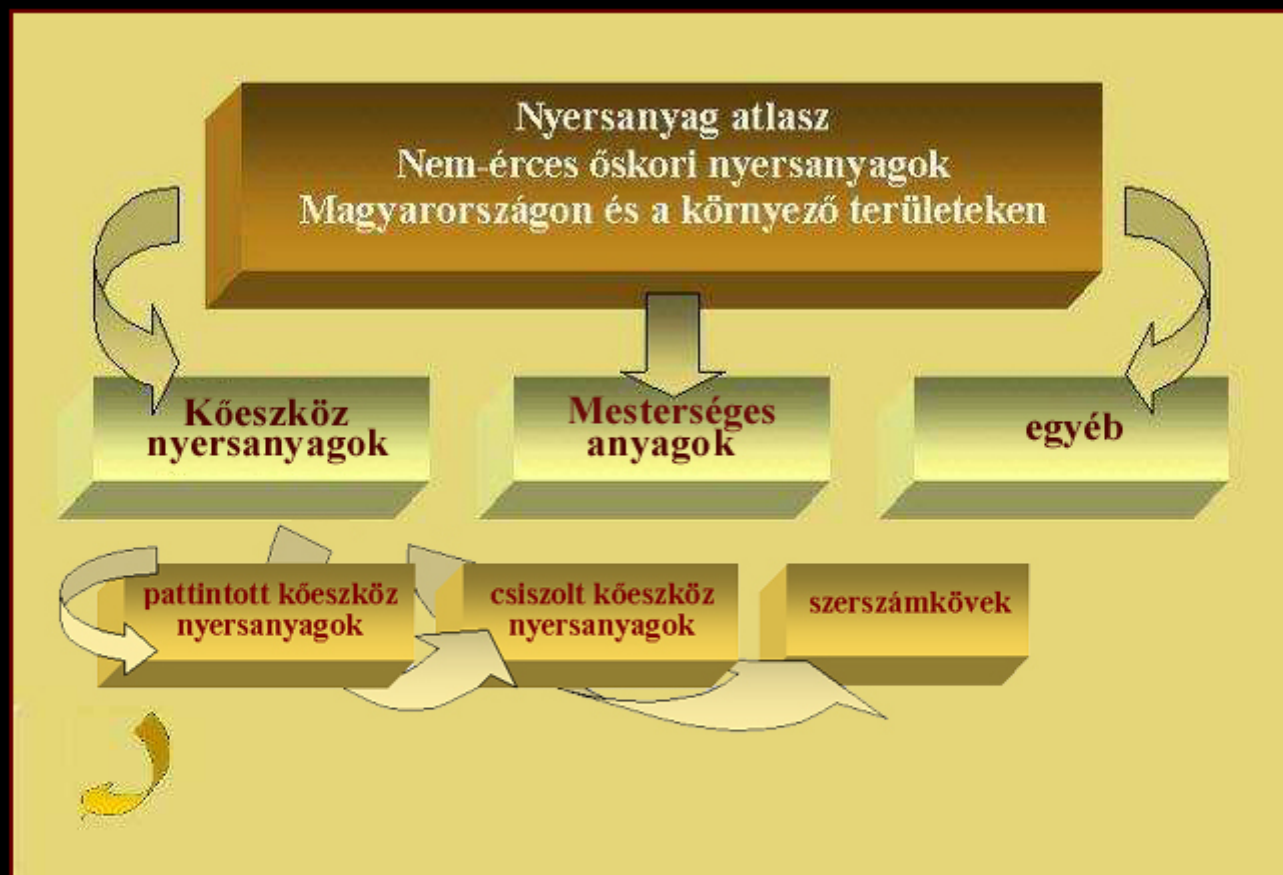 Nyersanyag atlasz
Nem-érces őskori nyersanyagok
Magyarországon és a környező területeken
Kőeszköz
nyersanyagok
Mesterséges
anyagok
egyéb
pattintott kőeszköz
nyersanyagok
csiszolt kőeszköz
nyersanyagok
szerszámkövek